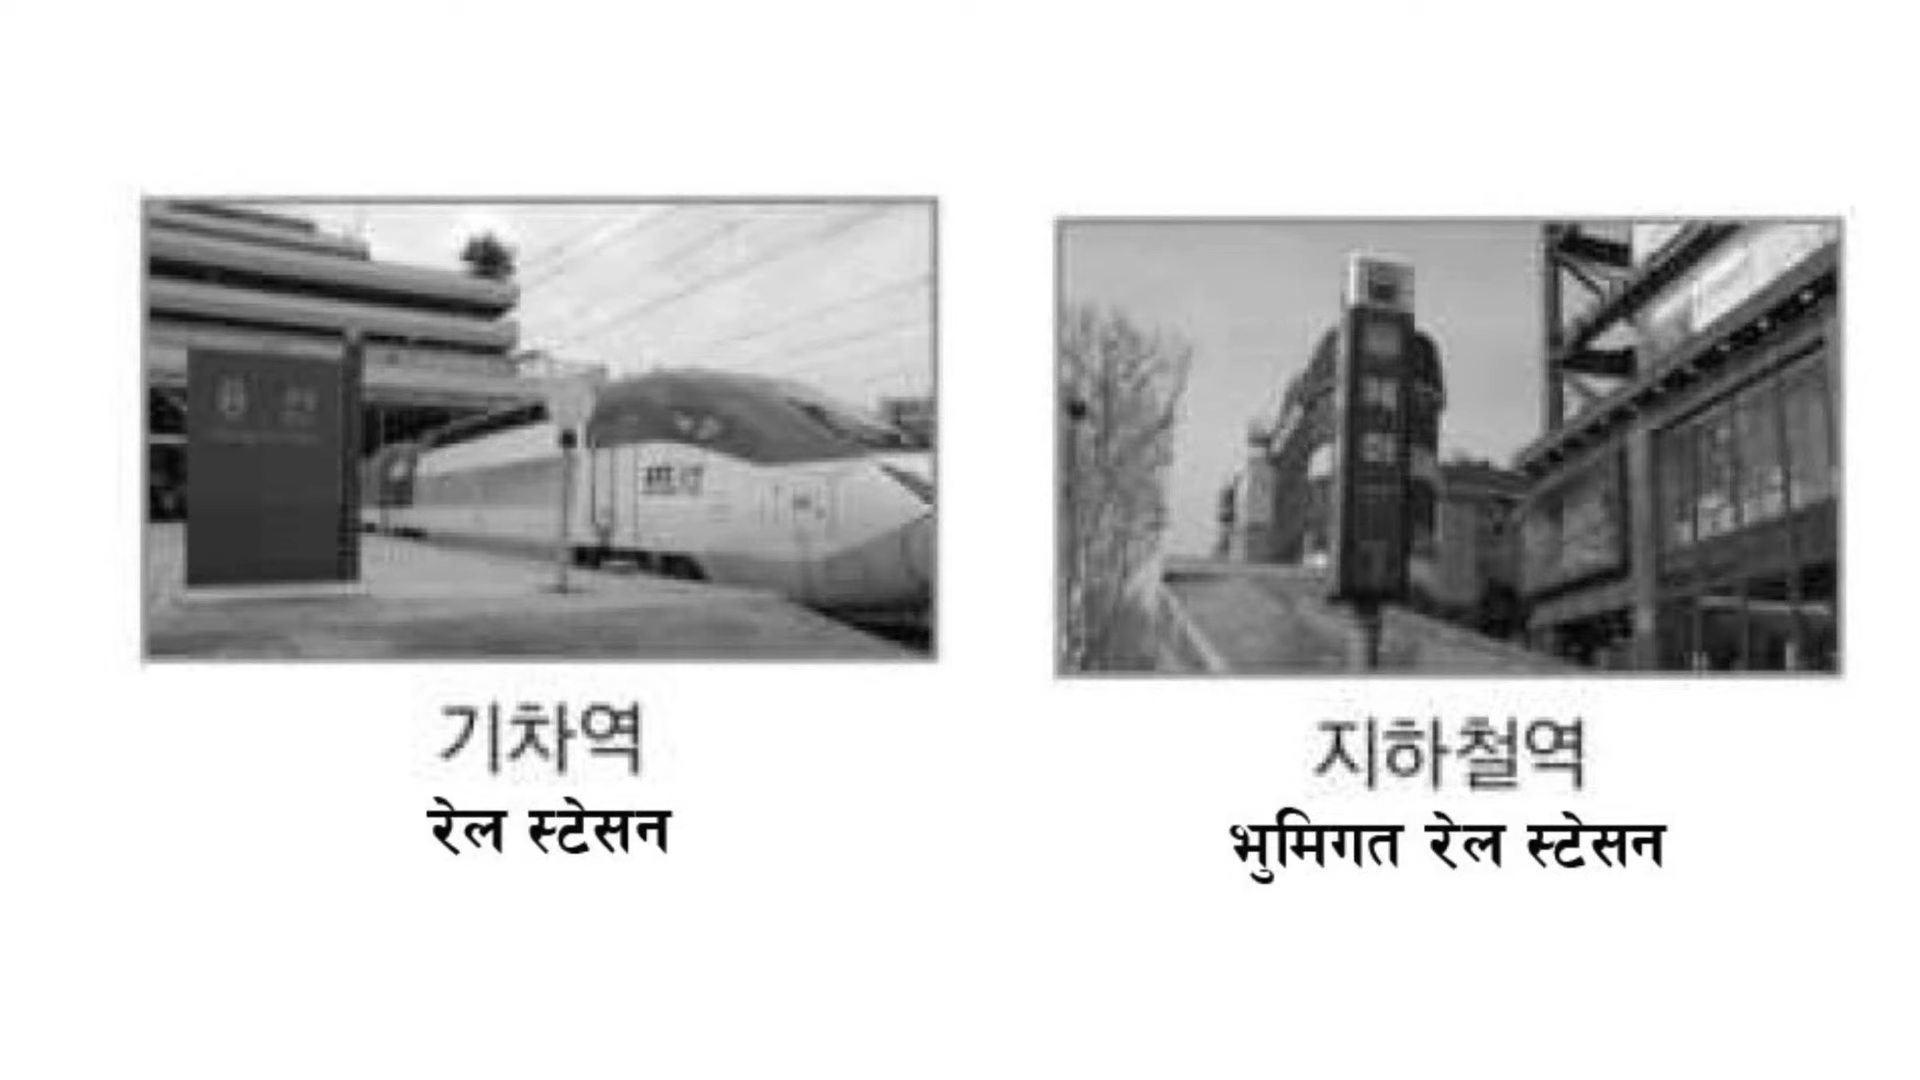 기차역
रेल स्टेसन
지하철역
भुमिगत रेल स्टेसन